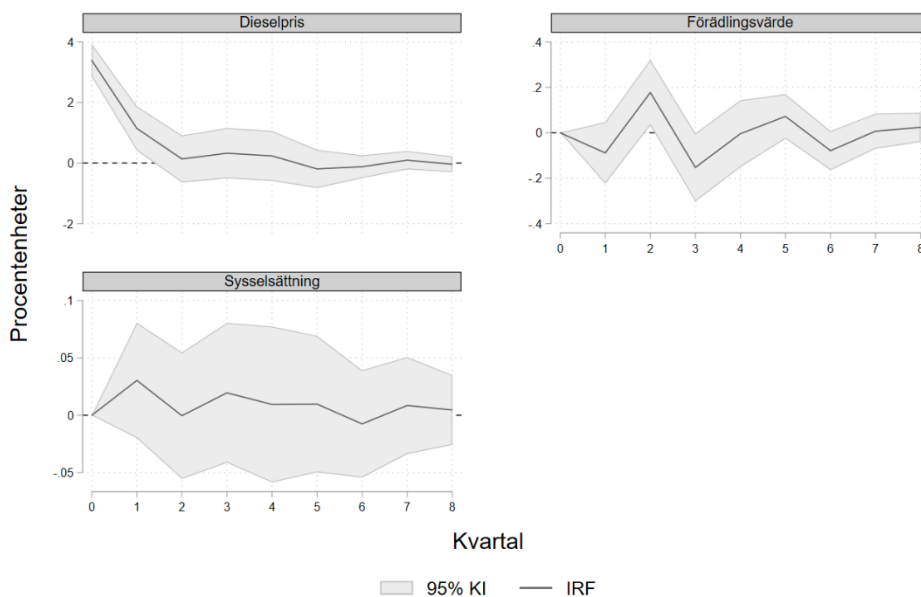 Dieselpris
Förädlingsvärde
4
2
0
-2
.4
.2
0
-.2
-.4
0 1 2 3 4 5 6 7 8
Sysselsättning
.1
.05
0
-.05
0 1 2 3 4 5 6 7 8
Procentenheter
Kvartal
95% KI IRF